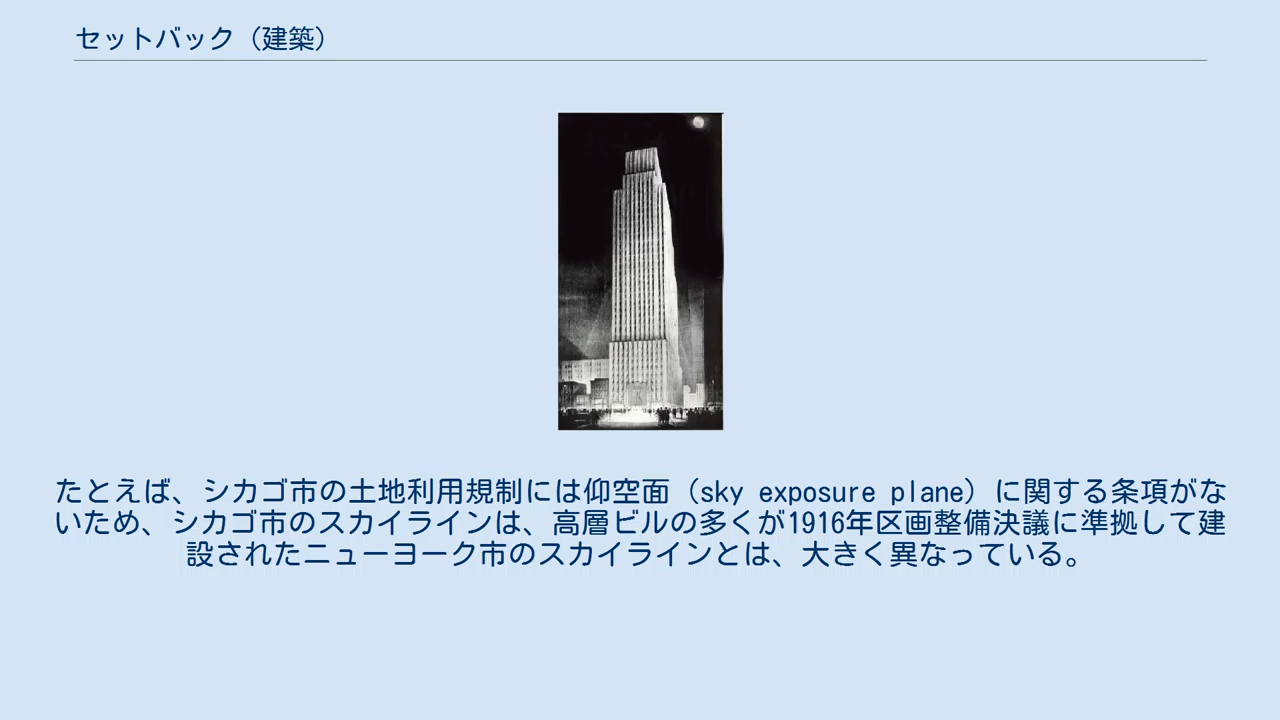 セットバック（建築）
たとえば、シカゴ市の土地利用規制には仰空面（sky exposure plane）に関する条項がな
いため、シカゴ市のスカイラインは、高層ビルの多くが1916年区画整備決議に準拠して建
設されたニューヨーク市のスカイラインとは、大きく異なっている。